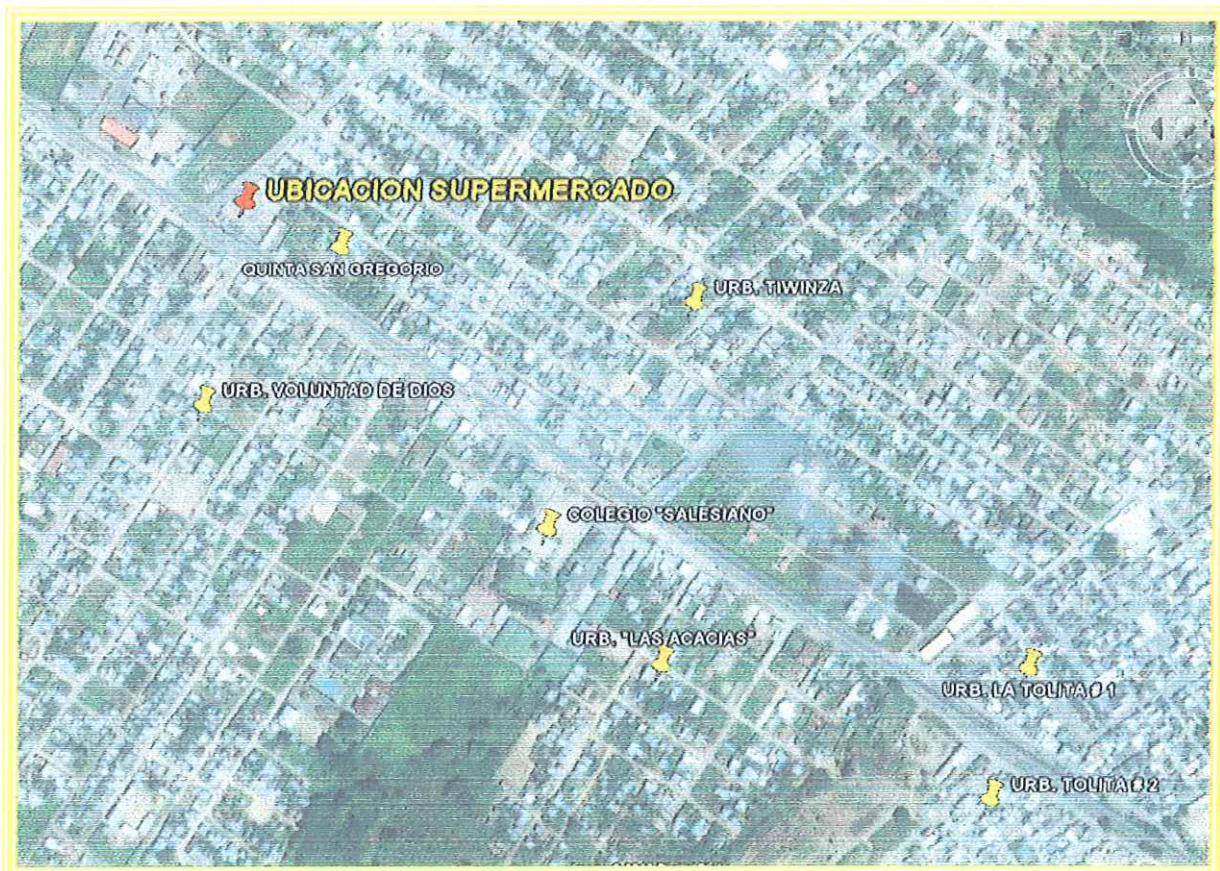 UBICACION SUPERMERCADO
QUINTA SAN GREGORIO
URB. TIWINZA
URB. VOLUNTAD DE DIOS
COLEGIO "SALESIANO"
URB. "LAS ACACIAS"
URB. LA TOLITA # 1
URB. TOLITA # 2